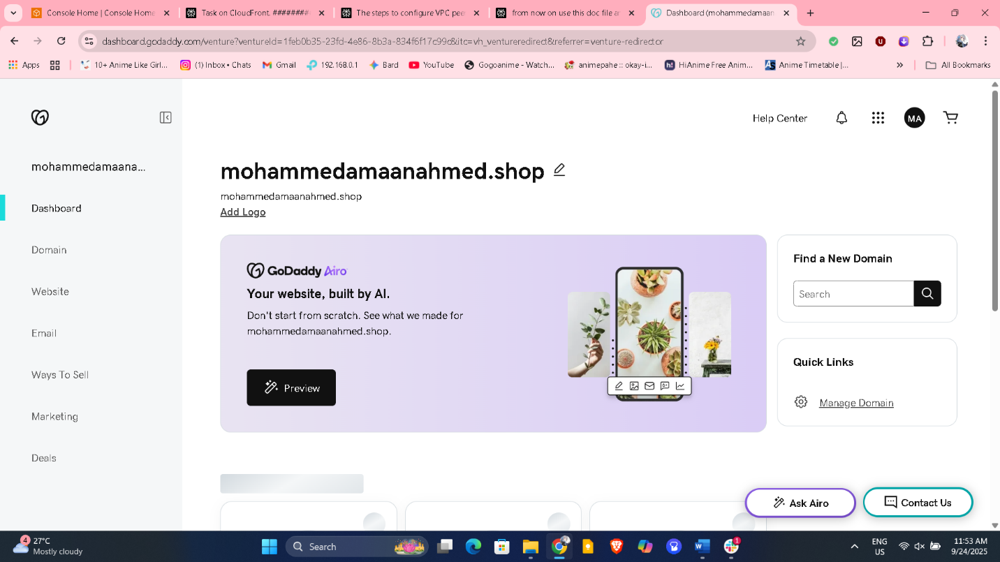 Console Home | Console Home
Task on CloudFront. ########
The steps to configure VPC pee
from now on use this doc file a
Dashboard (mohammedamaan
dashboard.godaddy.com/venture?ventureId=1feb0b35-23fd-4e86-8b3a-834f6f17c99c&itc=vh_ventureredirect&referrer=venture-redirector
Apps
10+ Anime Like Girl...
(1) Inbox • Chats
Gmail
192.168.0.1
Bard
YouTube
Gogoanime - Watch...
animepahe :: okay-i...
HiAnime Free Anim...
Anime Timetable |...
»
All Bookmarks
Help Center
MA
mohammedamaana...
Dashboard
Domain
Website
Email
Ways To Sell
Marketing
Deals
mohammedamaanahmed.shop
mohammedamaanahmed.shop
Add Logo
GoDaddy Airo
Your website, built by AI.
Don't start from scratch. See what we made for
mohammedamaanahmed.shop.
Preview
Find a New Domain
Search
Quick Links
Manage Domain
Ask Airo
Contact Us
4
27°C
Mostly cloudy
Search
1
ENG
US
11:53 AM
9/24/2025